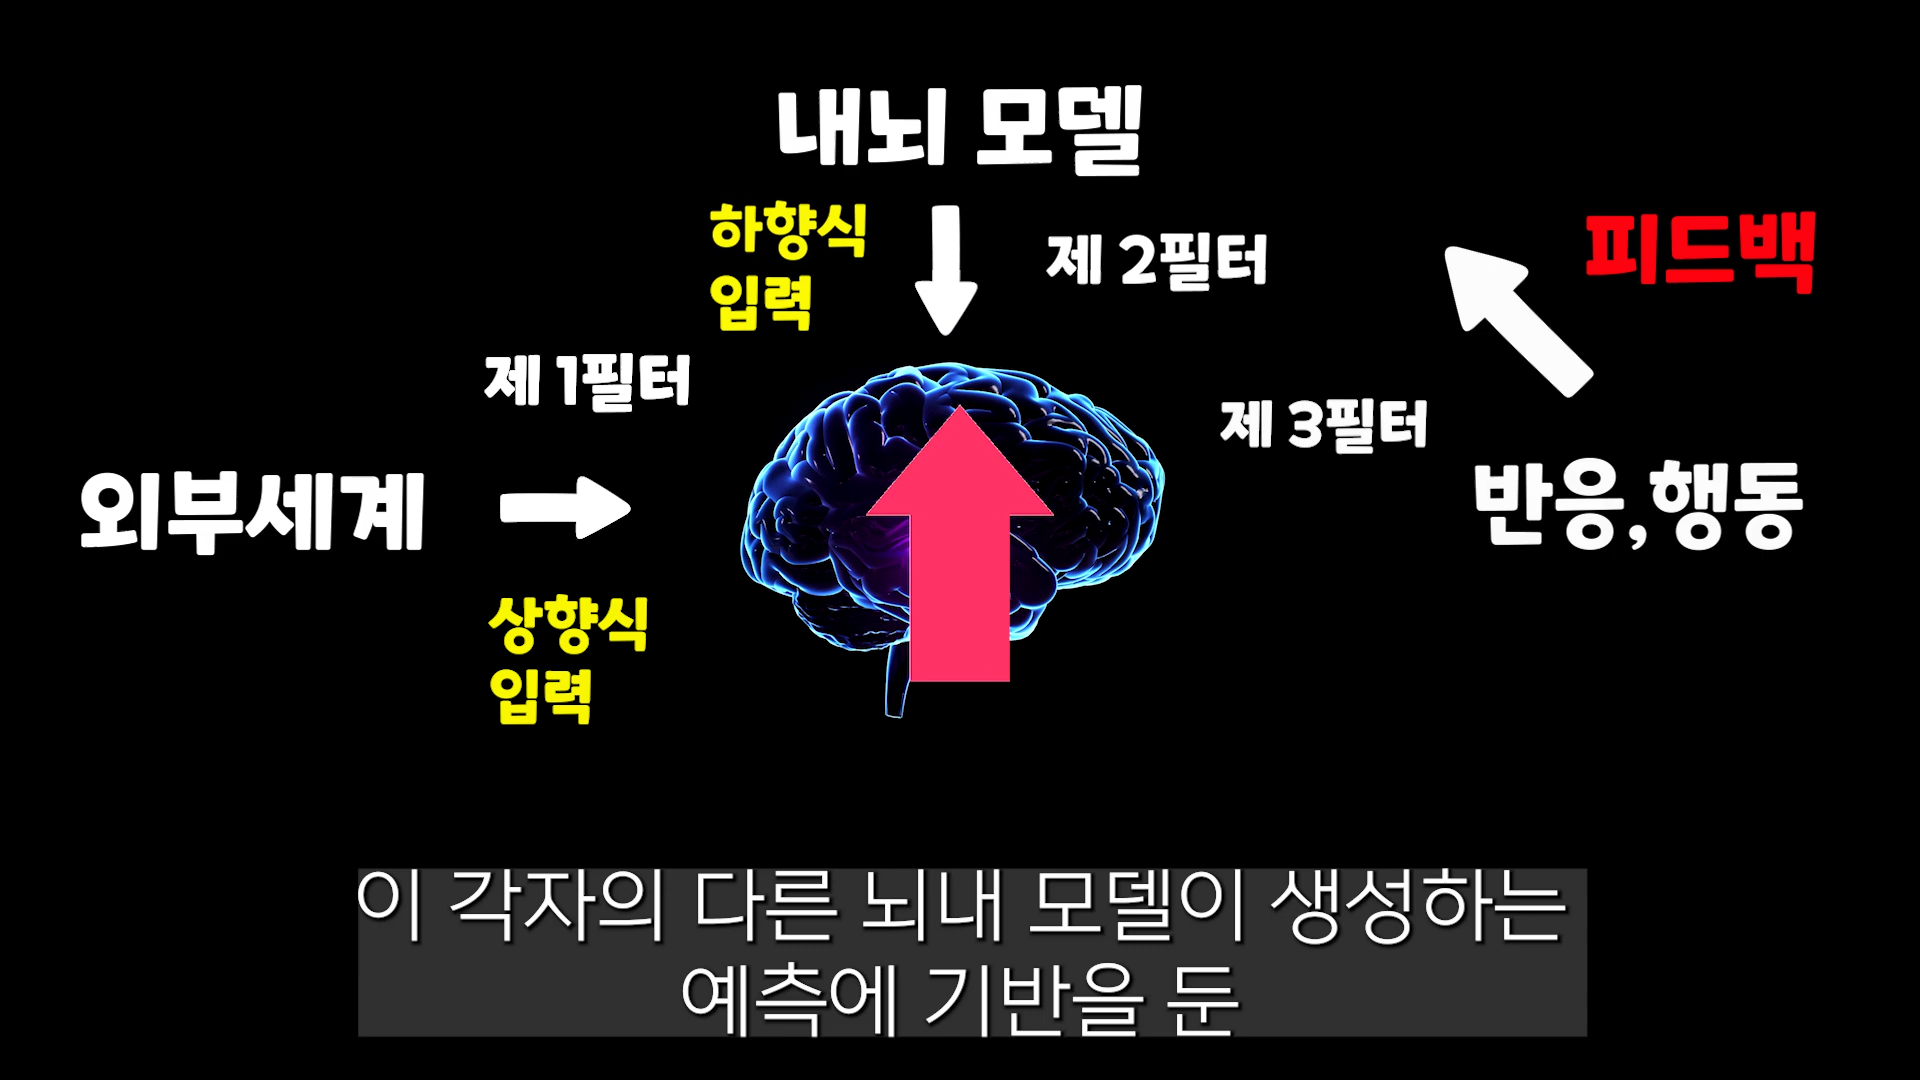 내뇌 모델
하향식
입력
제 2필터
피드백
제 1필터
제 3필터
외부세계
반응,행동
상향식
입력
이 각자의 다른 뇌내 모델이 생성하는
예측에 기반을 둔